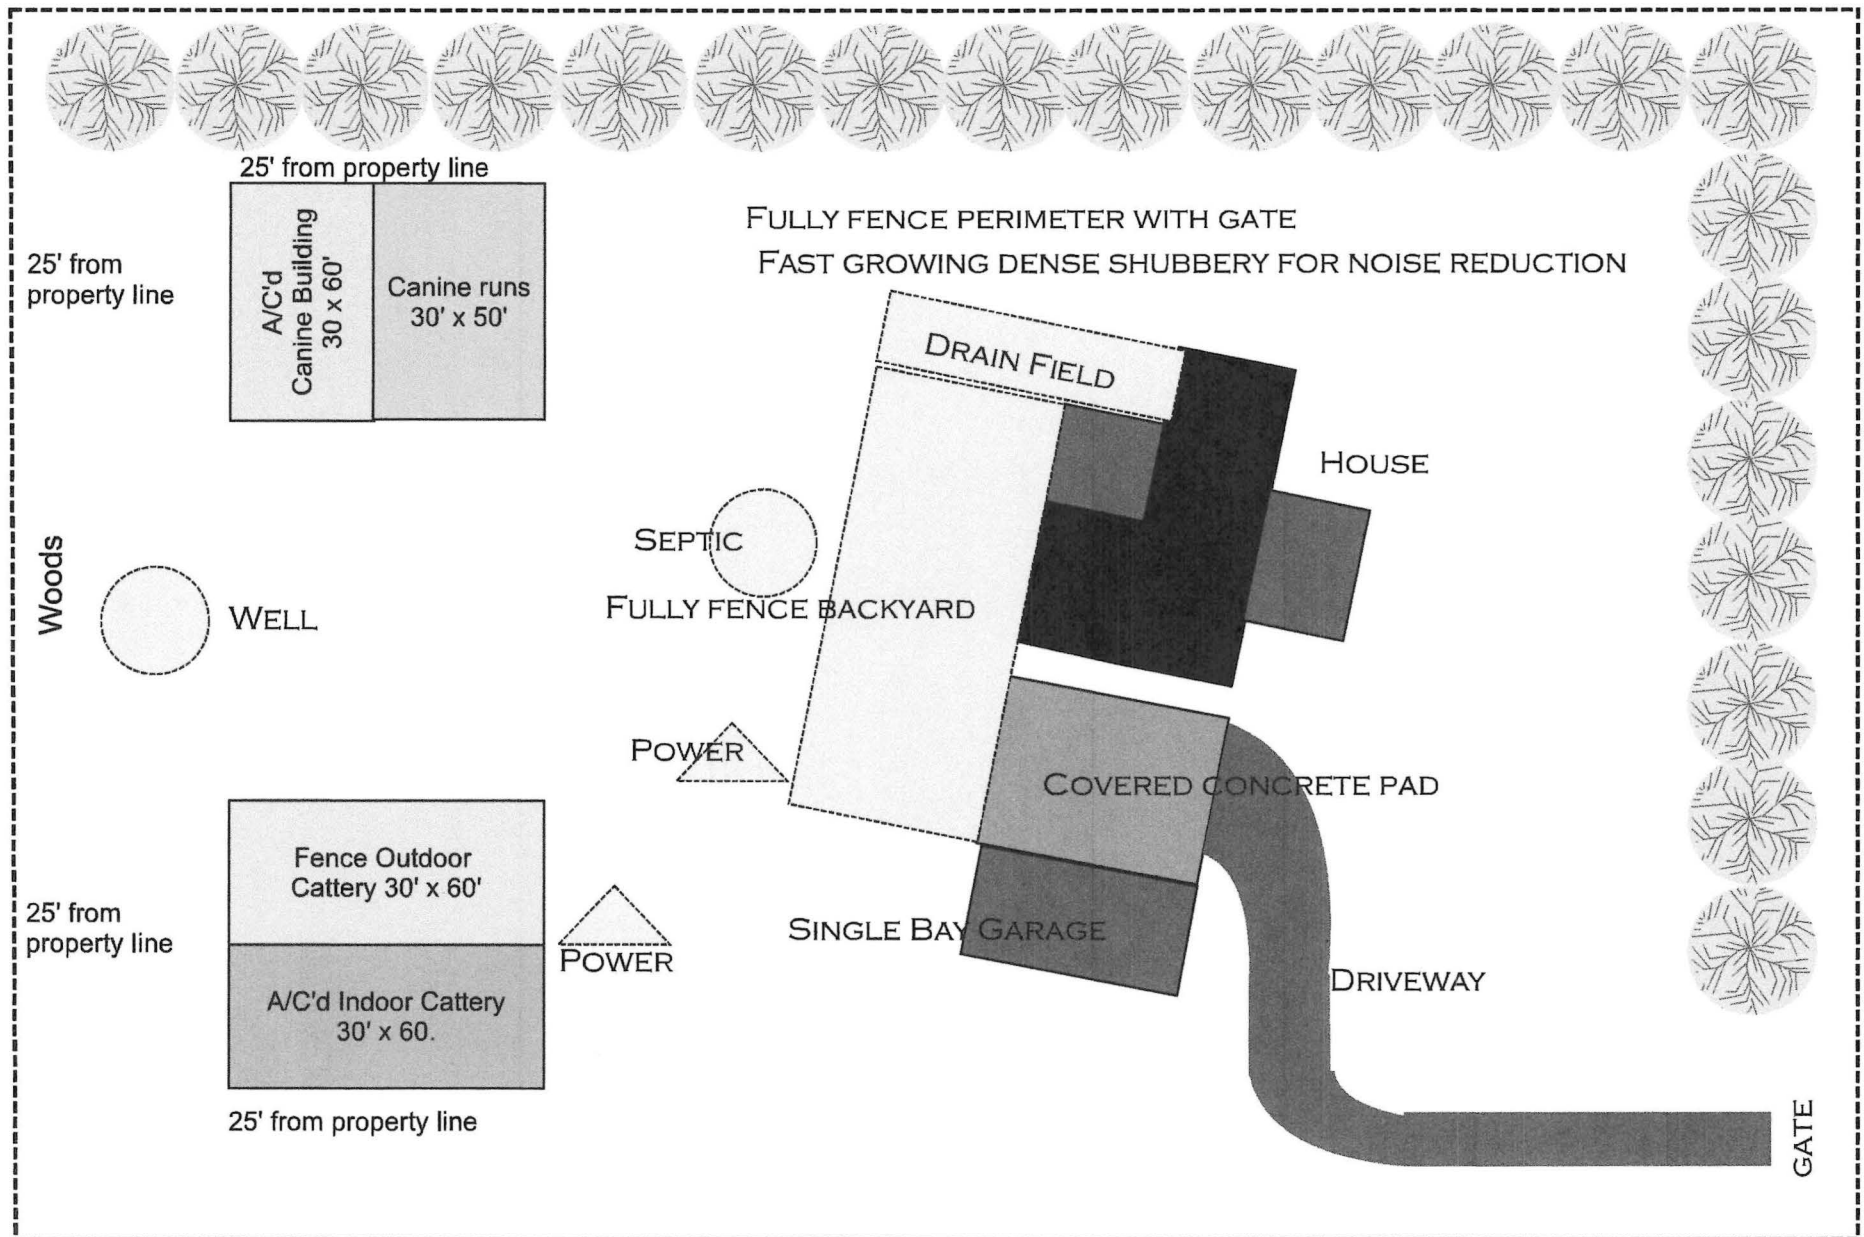 25' from property line
FULLY FENCE PERIMETER WITH GATE
FAST GROWING DENSE SHUBBERY FOR NOISE REDUCTION
25' from
property line
A/C'd
Canine Building
30 x 60'
Canine runs
30' x 50'
DRAIN FIELD
HOUSE
SEPTIC
Woods
WELL
FULLY FENCE BACKYARD
POWER
COVERED CONCRETE PAD
Fence Outdoor
Cattery 30' x 60'
25' from
property line
SINGLE BAY GARAGE
POWER
A/C'd Indoor Cattery
30' x 60.
DRIVEWAY
25' from property line
GATE